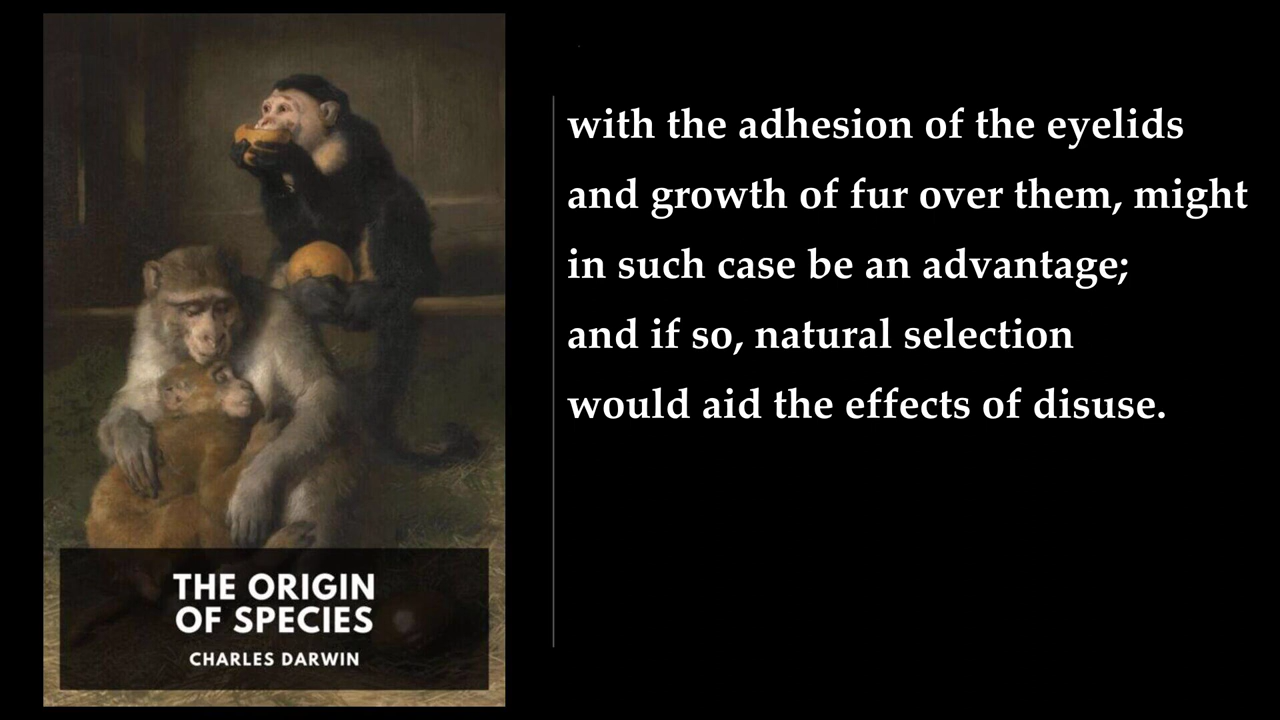 THE ORIGIN
OF SPECIES
CHARLES DARWIN
with the adhesion of the eyelids
and growth of fur over them, might
in such case be an advantage;
and if so, natural selection
would aid the effects of disuse.